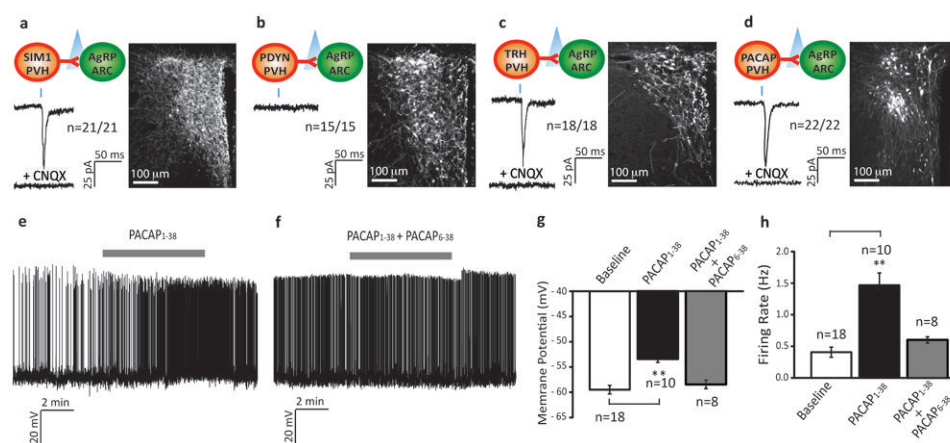 a
SIM1
PVH
AgRP
ARC
n=21/21
+ CNQX
50 ms
25 pA
100 μm
b
PDYN
PVH
AgRP
ARC
n=15/15
50 ms
25 pA
100 μm
c
TRH
PVH
AgRP
ARC
n=18/18
+ CNQX
50 ms
25 pA
100 μm
d
PACAP
PVH
AgRP
ARC
n=22/22
+ CNQX
50 ms
25 pA
100 μm
e
PACAP1-38
2 min
20 mV
f
PACAP1-38 + PACAP6-38
2 min
20 mV
g
Baseline
PACAP1-38
PACAP1-38
+
PACAP6-38
Memrane Potential (mV)
- 40
- 45
- 50
- 55
- 60
- 65
**
n=10
n=18
n=8
h
Firing Rate (Hz)
2.0
1.5
1.0
0.5
0.0
n=10
**
n=18
n=8
Baseline
PACAP1-38
PACAP1-38
+
PACAP6-38